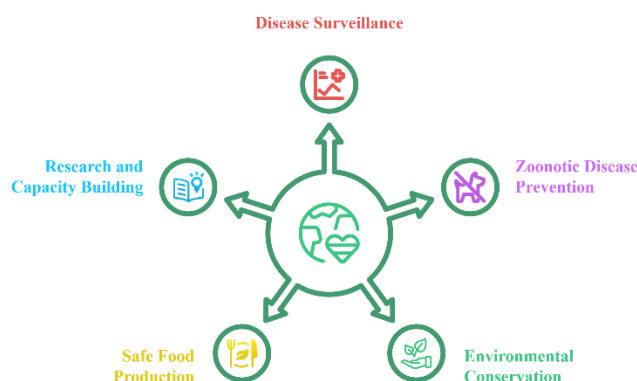 Disease Surveillance
Research and
Capacity Building
Zoonotic Disease
Prevention
Safe Food
Production
Environmental
Conservation